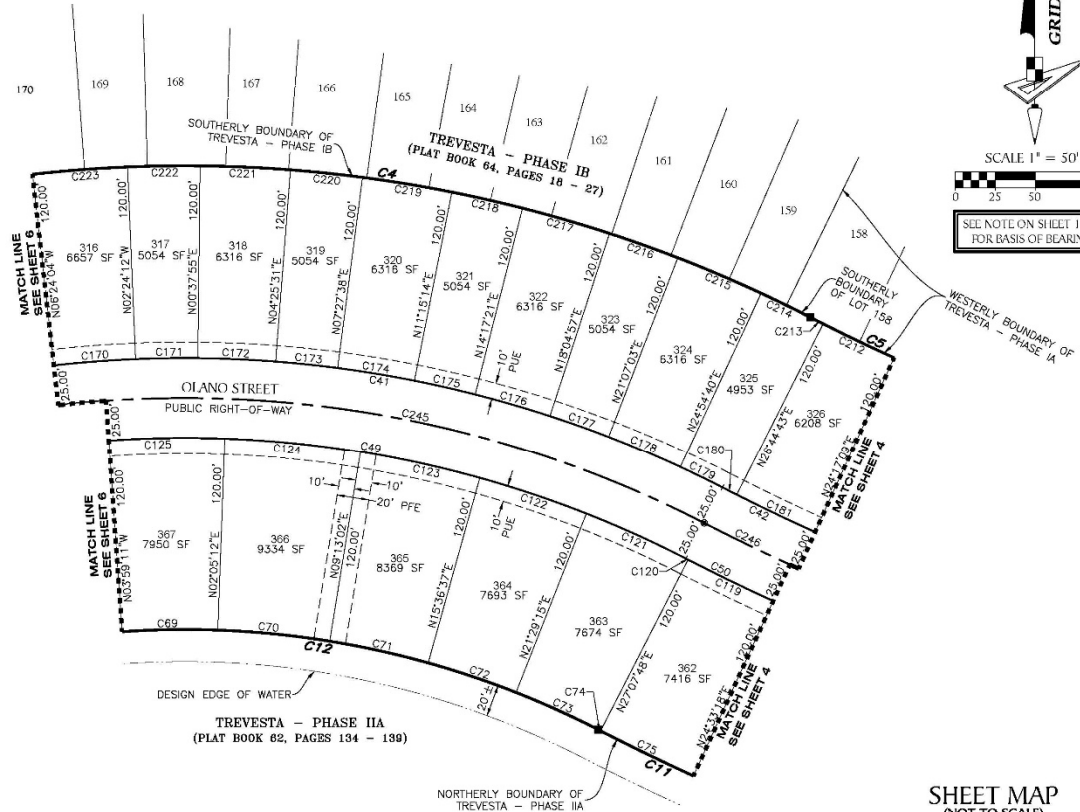 GRID
SCALE 1" = 50'
0 25 50
SEE NOTE ON SHEET 1
FOR BASIS OF BEARIN
170
169
168
167
166
165
164
163
162
161
160
159
158
SOUTHERLY BOUNDARY OF
TREVESTA - PHASE IB
TREVESTA - PHASE IB
(PLAT BOOK 64, PAGES 18 - 27)
SOUTHERLY
BOUNDARY
OF LOT 158
WESTERLY BOUNDARY OF
TREVESTA - PHASE IA
C223
C222
C221
C220
C4
C219
C218
C217
C216
C215
C214
C213
C212
C5
MATCH LINE
SEE SHEET 6
120.00'
N06°24'04"W
316
6657 SF
120.00'
N02°24'12"W
317
5054 SF
120.00'
N00°37'55"E
318
6316 SF
120.00'
N04°25'31"E
319
5054 SF
120.00'
N07°27'38"E
320
6316 SF
120.00'
N11°15'14"E
321
5054 SF
120.00'
N14°17'21"E
322
6316 SF
120.00'
N18°04'57"E
323
5054 SF
120.00'
N21°07'03"E
324
6316 SF
120.00'
N24°54'40"E
325
4953 SF
120.00'
N26°44'43"E
326
6208 SF
120.00'
N24°17'09"E
MATCH LINE
SEE SHEET 4
10'
PUE
C170
C171
C172
C173
C174
C41
C175
C176
C177
C178
C179
C180
C42
C181
25.00'
OLANO STREET
PUBLIC RIGHT-OF-WAY
C245
25.00'
25.00'
C246
25.00'
25.00'
25.00'
C125
C124
C49
C123
C122
C121
C120
C50
C119
10'
10'
20' PFE
10'
PUE
MATCH LINE
SEE SHEET 6
120.00'
N03°59'11"W
367
7950 SF
120.00'
N02°05'12"E
366
9334 SF
120.00'
N09°13'02"E
365
8369 SF
120.00'
N15°36'37"E
364
7693 SF
120.00'
N21°29'15"E
363
7674 SF
120.00'
N27°07'48"E
362
7416 SF
120.00'
N24°33'18"E
MATCH LINE
SEE SHEET 4
C69
C70
C12
C71
C72
C73
C74
C75
C11
20'±
DESIGN EDGE OF WATER
TREVESTA - PHASE IIA
(PLAT BOOK 62, PAGES 134 - 139)
NORTHERLY BOUNDARY OF
TREVESTA - PHASE IIA
SHEET MAP
(NOT TO SCALE)